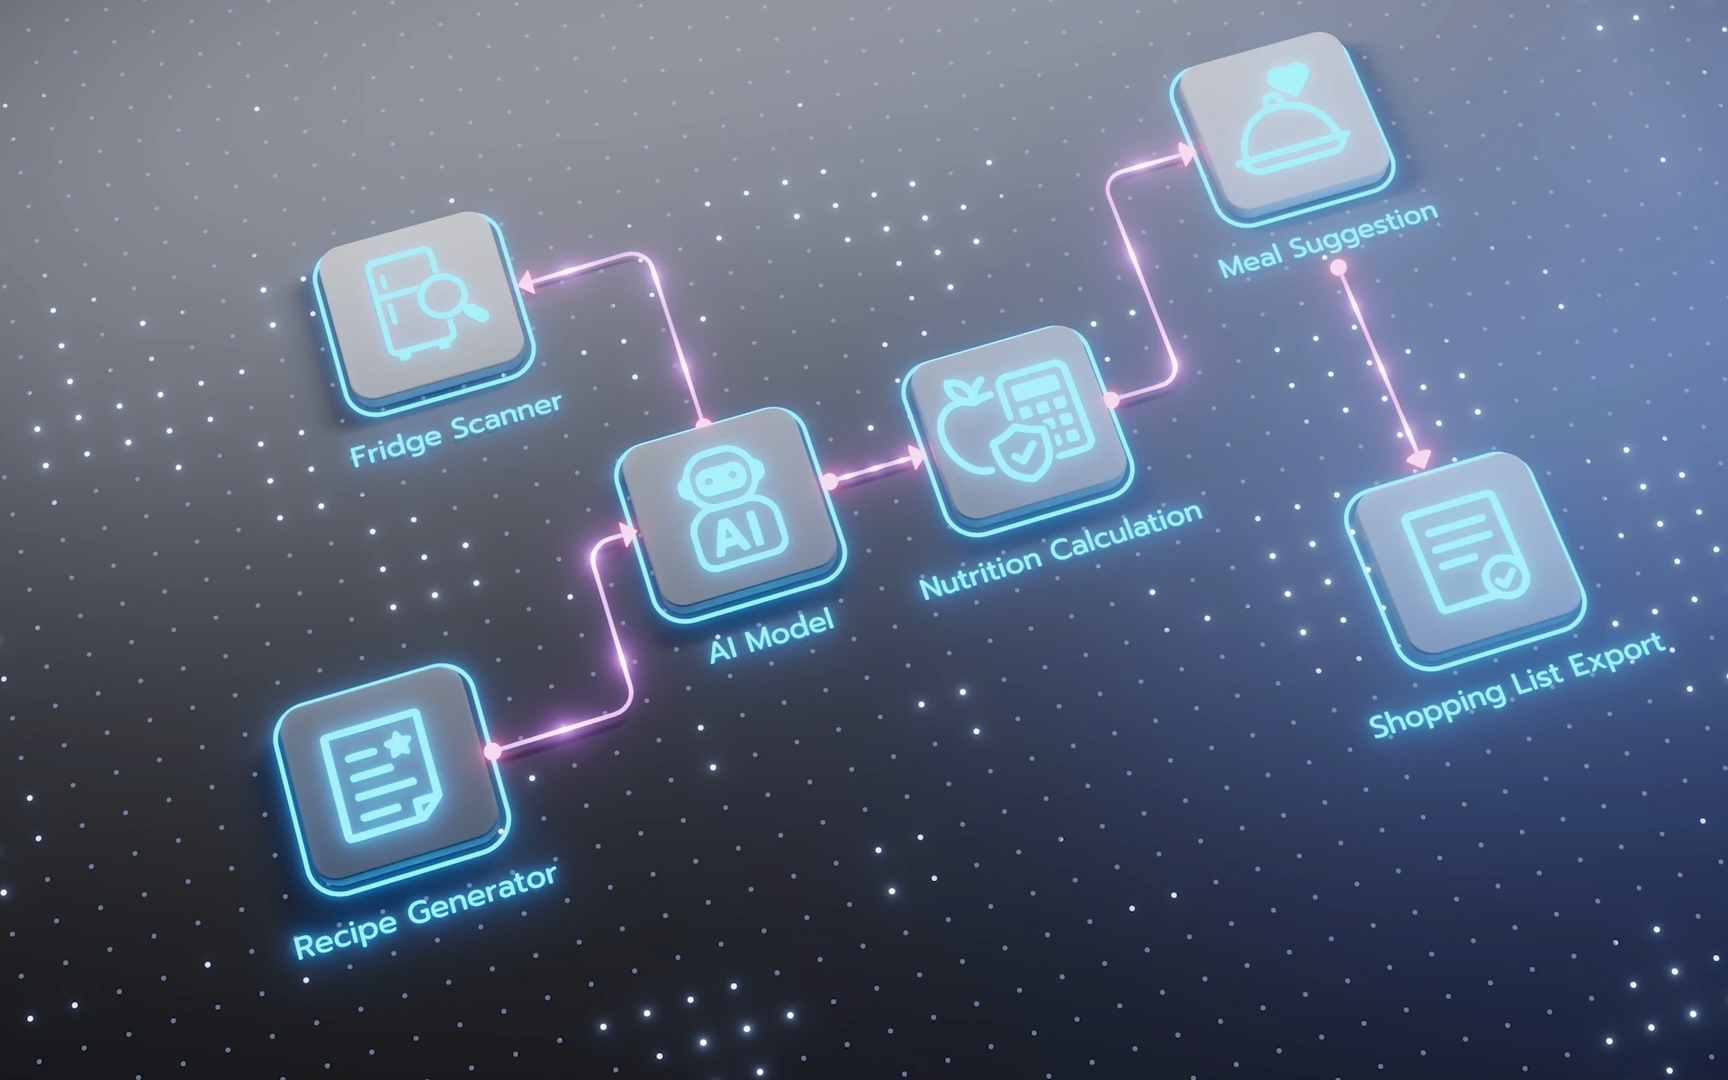 Meal Suggestion
Fridge Scanner
AI
AI Model
Nutrition Calculation
Shopping List Export
Recipe Generator